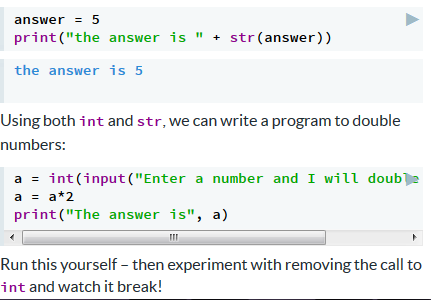 answer = 5
print("the answer is " + str(answer))
the answer is 5
Using both int and str, we can write a program to double
numbers:
a = int(input("Enter a number and I will double
a = a*2
print("The answer is", a)
Run this yourself – then experiment with removing the call to
int and watch it break!